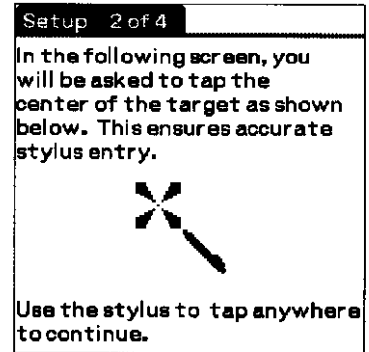 Setup 2 of 4
In the following screen, you
will be asked to tap the
center of the target as shown
below. This ensures accurate
stylus entry.
Use the stylus to tap anywhere
to continue.